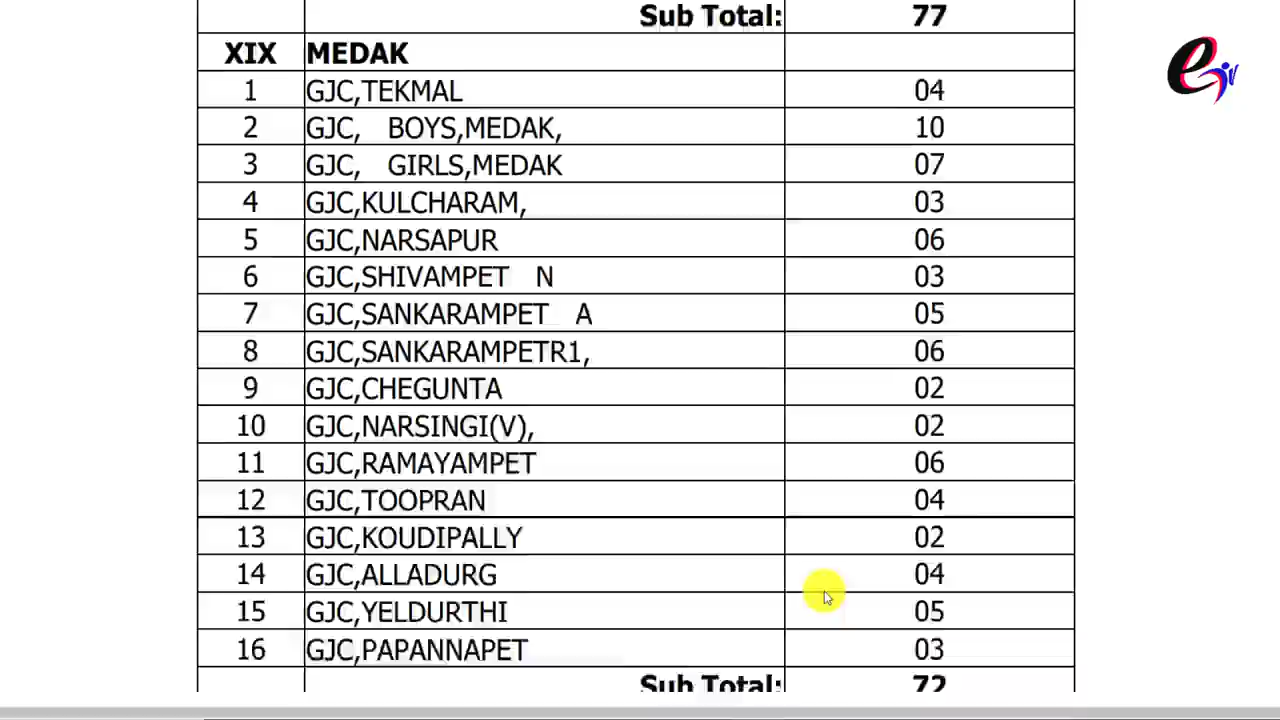 Sub Total: 77
XIX MEDAK
1 GJC,TEKMAL 04
2 GJC, BOYS,MEDAK, 10
3 GJC, GIRLS,MEDAK 07
4 GJC,KULCHARAM, 03
5 GJC,NARSAPUR 06
6 GJC,SHIVAMPET N 03
7 GJC,SANKARAMPET A 05
8 GJC,SANKARAMPETR1, 06
9 GJC,CHEGUNTA 02
10 GJC,NARSINGI(V), 02
11 GJC,RAMAYAMPET 06
12 GJC,TOOPRAN 04
13 GJC,KOUDIPALLY 02
14 GJC,ALLADURG 04
15 GJC,YELDURTHI 05
16 GJC,PAPANNAPET 03
Sub Total: 72